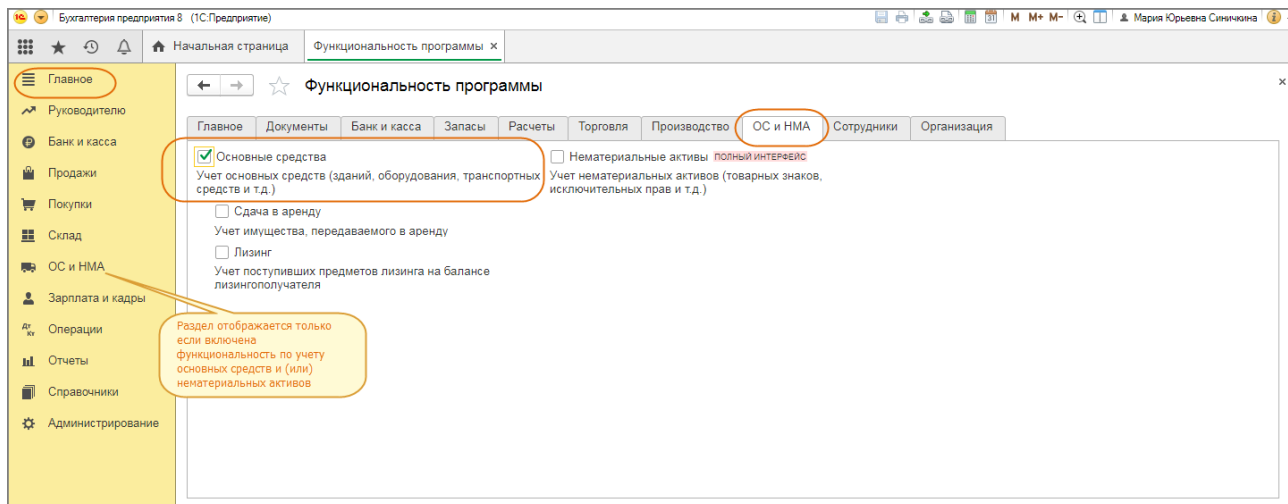 Бухгалтерия предприятия 8 (1С:Предприятие)
M M+ M- Мария Юрьевна Синичкина
Начальная страница
Функциональность программы ×
Главное
Руководителю
Банк и касса
Продажи
Покупки
Склад
ОС и НМА
Зарплата и кадры
Операции
Отчеты
Справочники
Администрирование
Функциональность программы
Главное Документы Банк и касса Запасы Расчеты Торговля Производство ОС и НМА Сотрудники Организация
Основные средства
Учет основных средств (зданий, оборудования, транспортных
средств и т.д.)
Сдача в аренду
Учет имущества, передаваемого в аренду
Лизинг
Учет поступивших предметов лизинга на балансе
лизингополучателя
Нематериальные активы ПОЛНЫЙ ИНТЕРФЕЙС
Учет нематериальных активов (товарных знаков,
исключительных прав и т.д.)
Раздел отображается только
если включена
функциональность по учету
основных средств и (или)
нематериальных активов